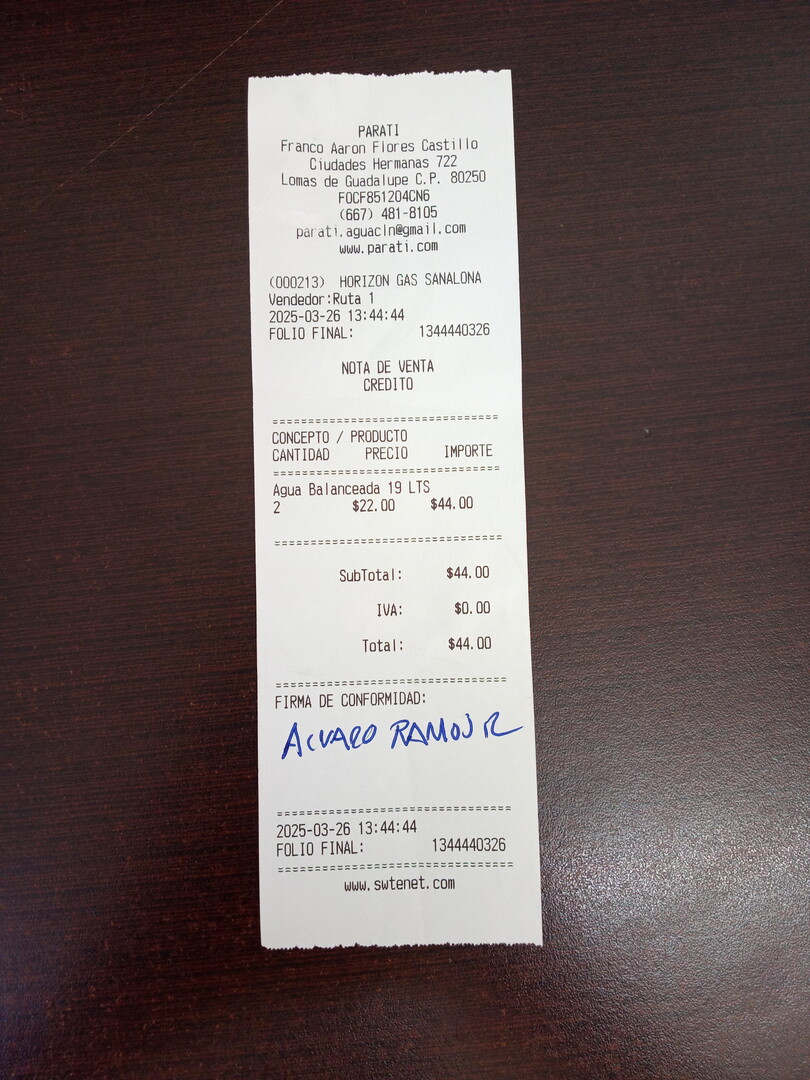 PARATI
Franco Aaron Flores Castillo
Ciudades Hermanas 722
Lomas de Guadalupe C.P. 80250
FOCF851204CN6
(667) 481-8105
parati.aguacln@gmail.com
www.parati.com
(000213) HORIZON GAS SANALONA
Vendedor:Ruta 1
2025-03-26 13:44:44
FOLIO FINAL: 1344440326
NOTA DE VENTA
CREDITO
================================
CONCEPTO / PRODUCTO
CANTIDAD PRECIO IMPORTE
================================
Agua Balanceada 19 LTS
2 $22.00 $44.00
================================
SubTotal: $44.00
IVA: $0.00
Total: $44.00
================================
FIRMA DE CONFORMIDAD:
ALVARO RAMOS R
================================
2025-03-26 13:44:44
FOLIO FINAL: 1344440326
================================
www.swtenet.com